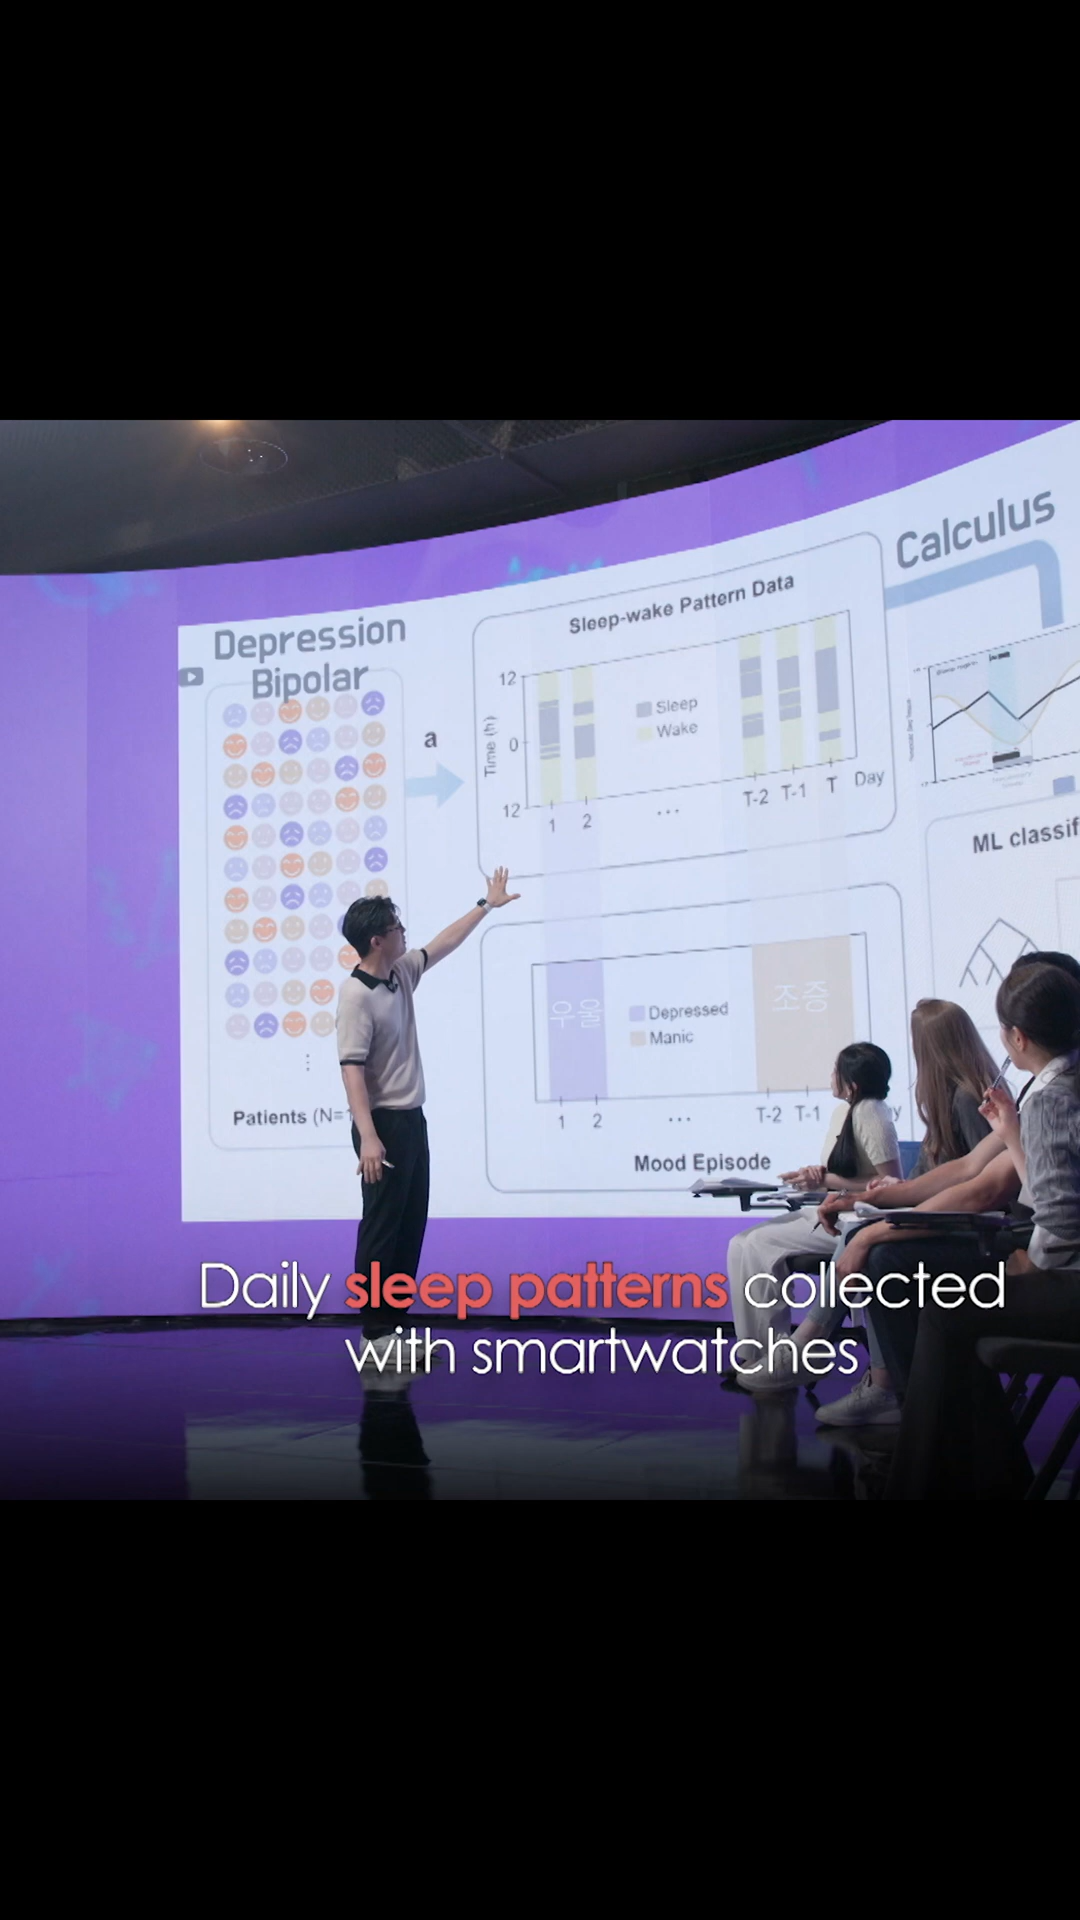 Calculus
Depression
Bipolar
a
Sleep-wake Pattern Data
12
0
12
Time (h)
Sleep
Wake
1
2
...
T-2
T-1
T
Day
ML classif
우울
조증
Depressed
Manic
1
2
...
T-2
T-1
Mood Episode
Patients (N=1
Daily sleep patterns collected
with smartwatches